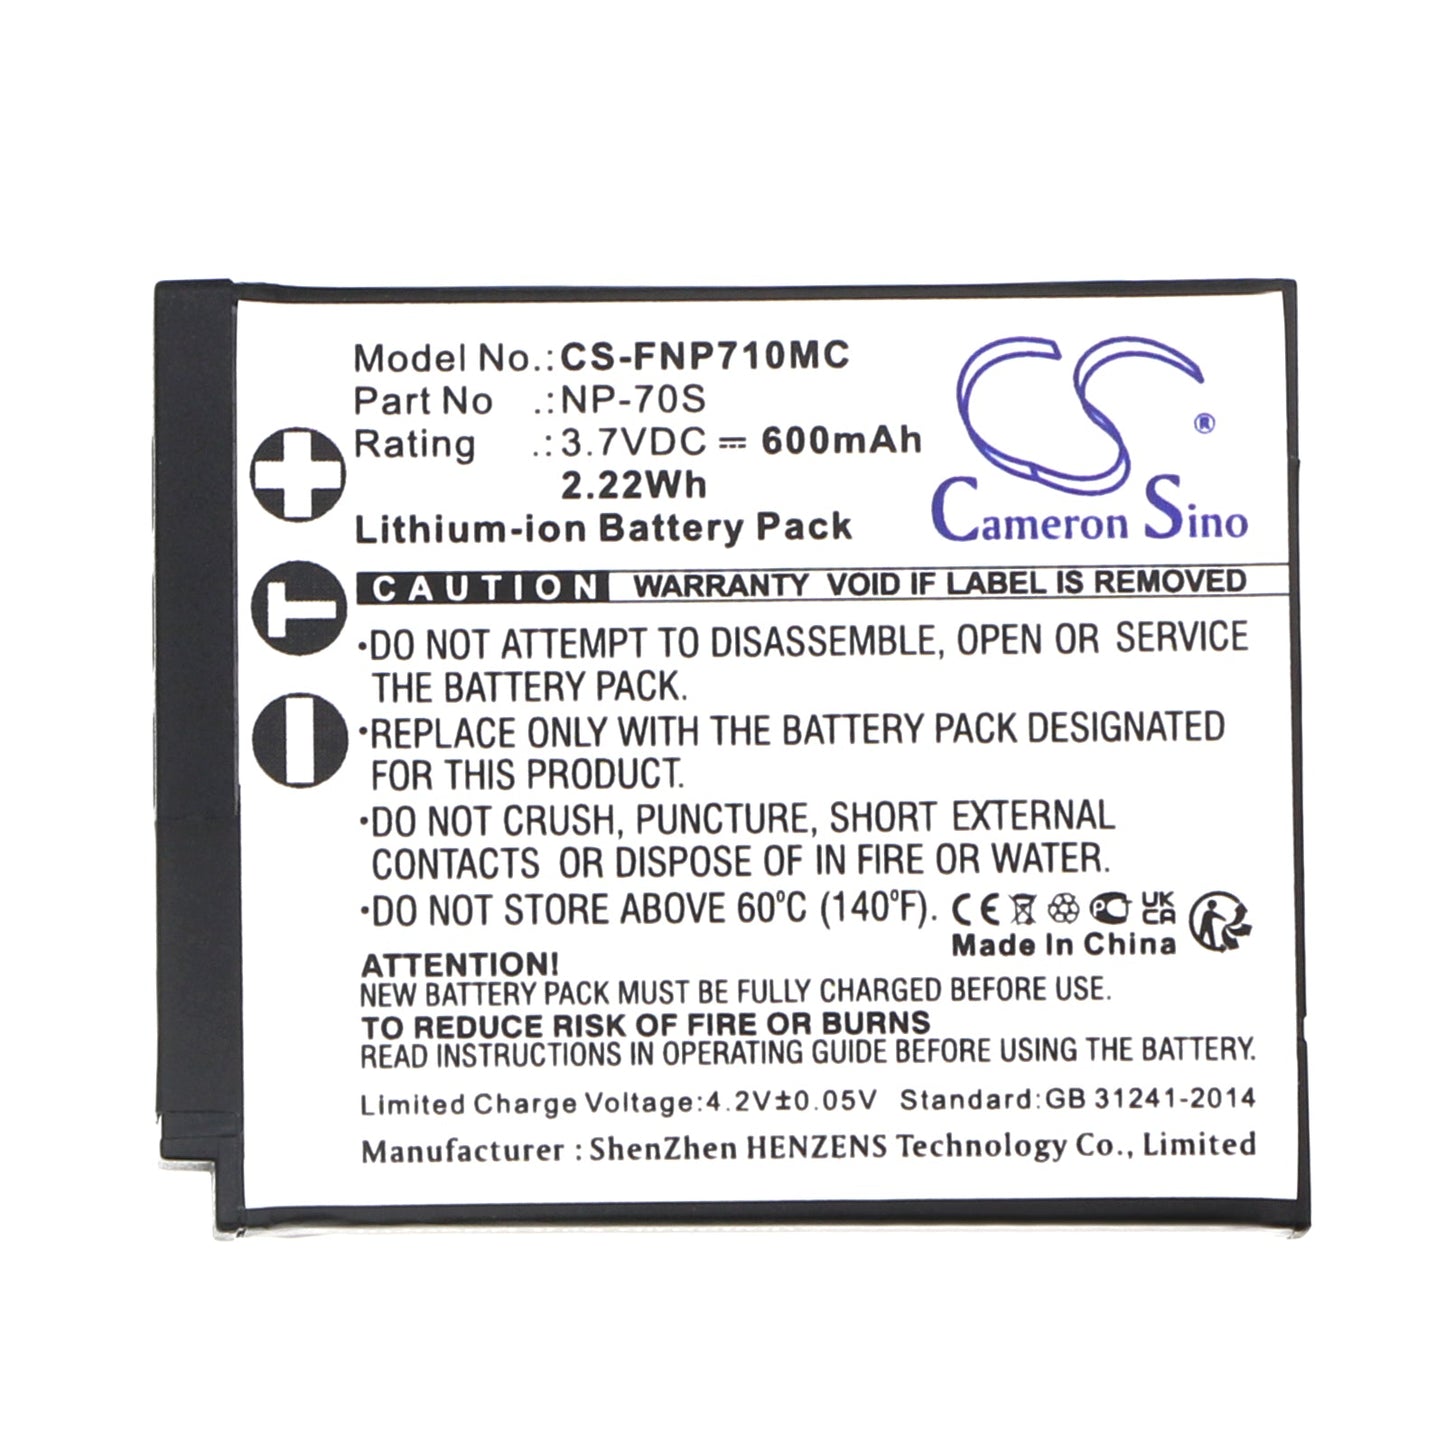 Model No.:CS-FNP710MC
Part No .:NP-70S
Rating .:3.7VDC ⎓ 600mAh
2.22Wh
Lithium-ion Battery Pack
CS
®
Cameron Sino
+
T
–
CAUTION WARRANTY VOID IF LABEL IS REMOVED
•DO NOT ATTEMPT TO DISASSEMBLE, OPEN OR SERVICE
THE BATTERY PACK.
•REPLACE ONLY WITH THE BATTERY PACK DESIGNATED
FOR THIS PRODUCT.
•DO NOT CRUSH, PUNCTURE, SHORT EXTERNAL
CONTACTS OR DISPOSE OF IN FIRE OR WATER.
•DO NOT STORE ABOVE 60°C (140°F). CE UK
CA
Made In China
ATTENTION!
NEW BATTERY PACK MUST BE FULLY CHARGED BEFORE USE.
TO REDUCE RISK OF FIRE OR BURNS
READ INSTRUCTIONS IN OPERATING GUIDE BEFORE USING THE BATTERY.
Limited Charge Voltage:4.2V±0.05V Standard:GB 31241-2014
Manufacturer : ShenZhen HENZENS Technology Co., Limited